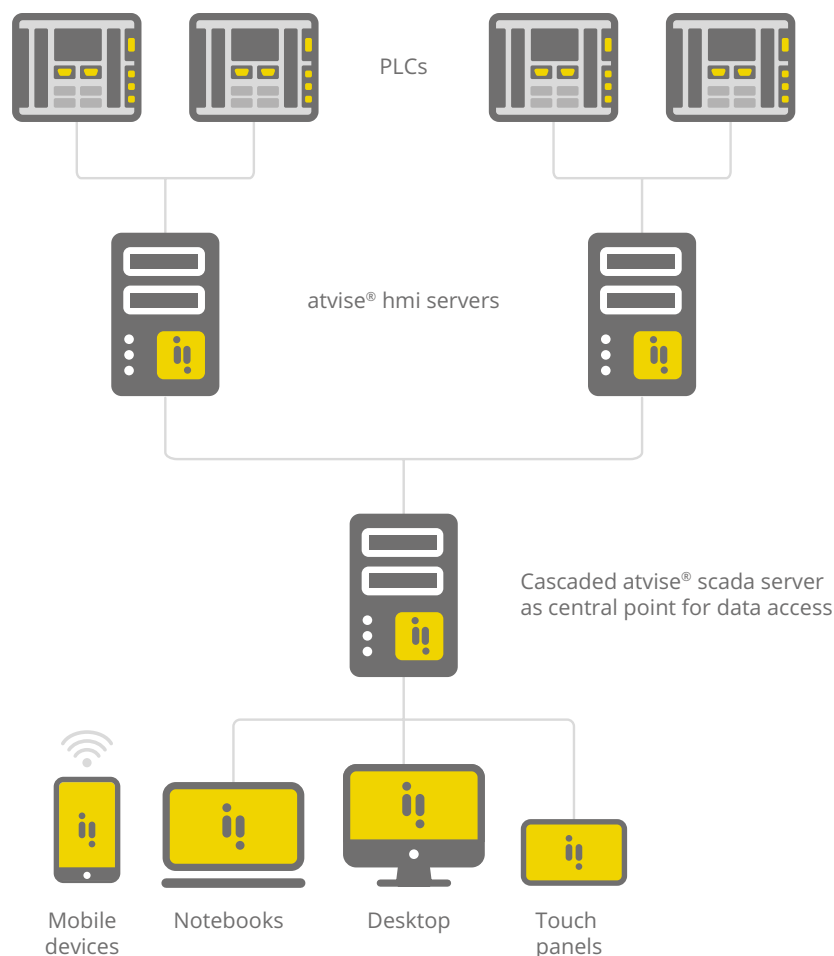 PLCs
atvise® hmi servers
Cascaded atvise® scada server
as central point for data access
Mobile
devices
Notebooks
Desktop
Touch
panels